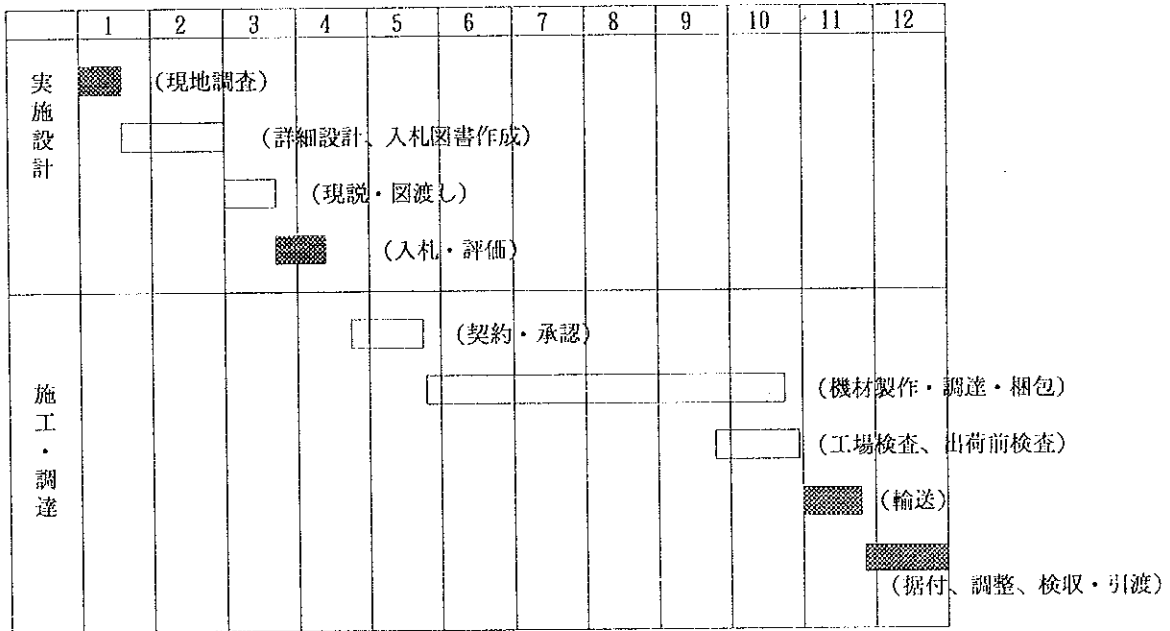 1 2 3 4 5 6 7 8 9 10 11 12
実施設計
(現地調査)
(詳細設計、入札図書作成)
(現説・図渡し)
(入札・評価)
施工・調達
(契約・承認)
(機材製作・調達・梱包)
(工場検査、出荷前検査)
(輸送)
(据付、調整、検収・引渡)